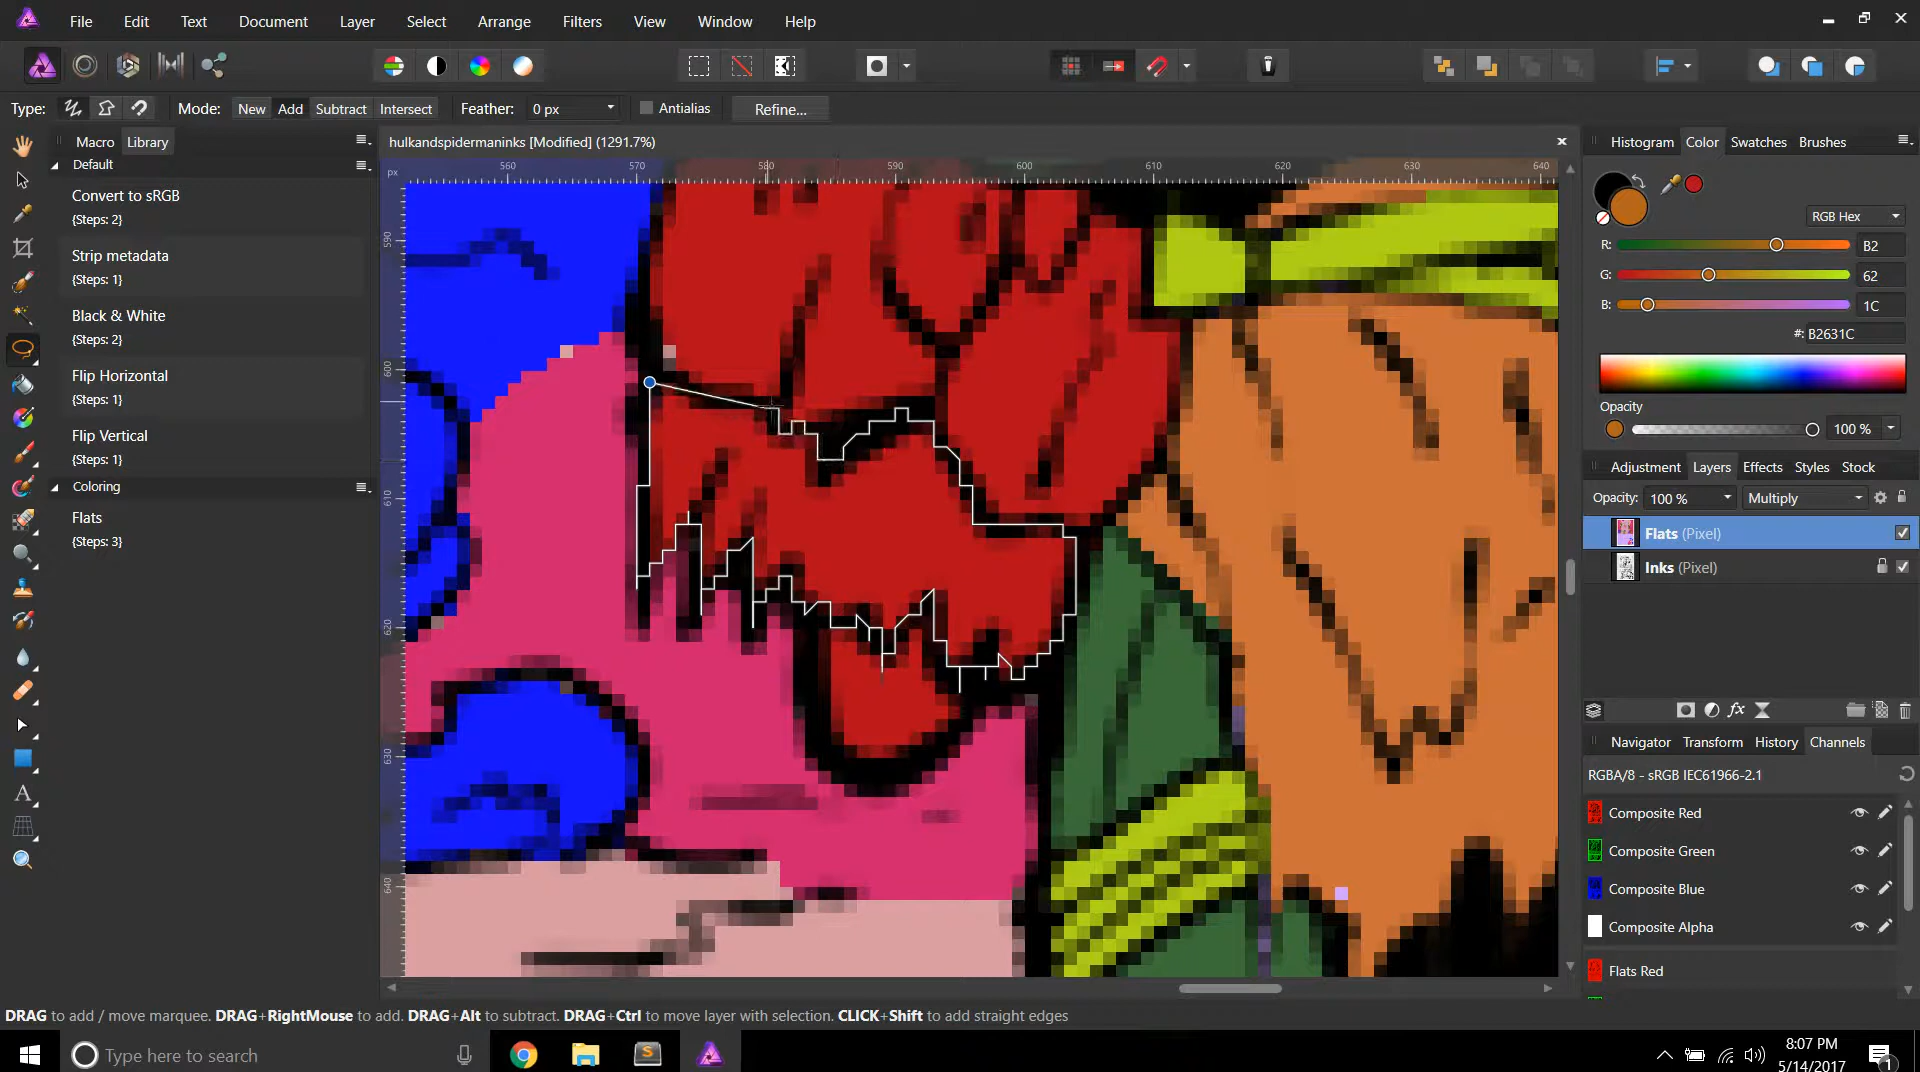 File Edit Text Document Layer Select Arrange Filters View Window Help
Type: Mode: New Add Subtract Intersect Feather: 0 px Antialias Refine...
Macro Library
Default
Convert to sRGB
{Steps: 2}
Strip metadata
{Steps: 1}
Black & White
{Steps: 2}
Flip Horizontal
{Steps: 1}
Flip Vertical
{Steps: 1}
Coloring
Flats
{Steps: 3}
hulkandspidermaninks [Modified] (1291.7%)
px 560 570 580 590 600 610 620 630 640
590
600
610
620
630
640
Histogram Color Swatches Brushes
RGB Hex
R: B2
G: 62
B: 1C
#: B2631C
Opacity
100 %
Adjustment Layers Effects Styles Stock
Opacity: 100 % Multiply
Flats (Pixel)
Inks (Pixel)
fx
Navigator Transform History Channels
RGBA/8 - sRGB IEC61966-2.1
Composite Red
Composite Green
Composite Blue
Composite Alpha
Flats Red
DRAG to add / move marquee. DRAG+RightMouse to add. DRAG+Alt to subtract. DRAG+Ctrl to move layer with selection. CLICK+Shift to add straight edges
Type here to search
8:07 PM
5/14/2017
1